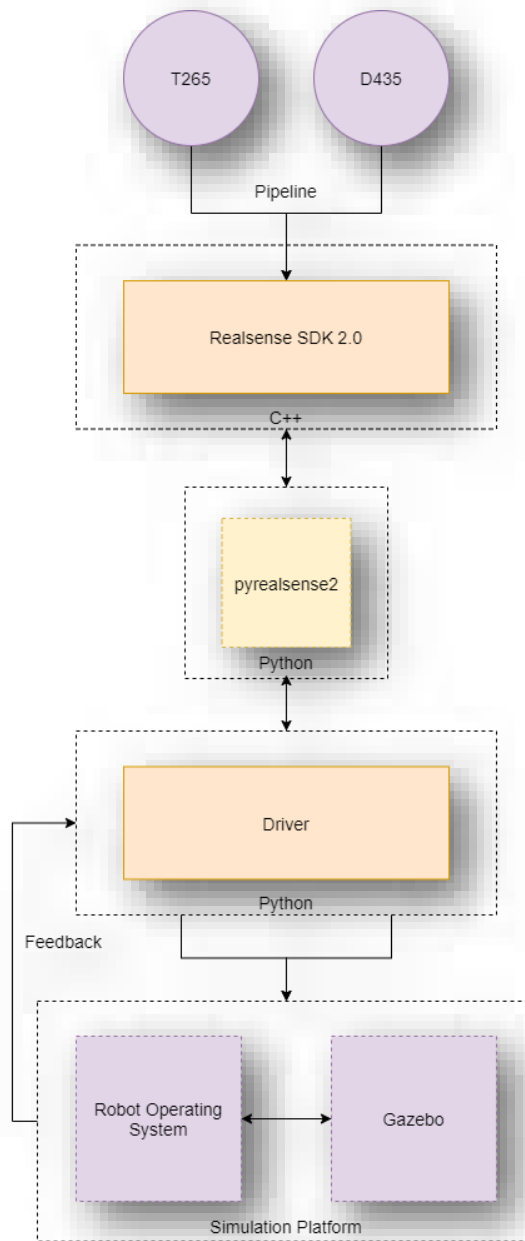 T265
D435
Pipeline
Realsense SDK 2.0
C++
pyrealsense2
Python
Driver
Python
Feedback
Robot Operating
System
Gazebo
Simulation Platform